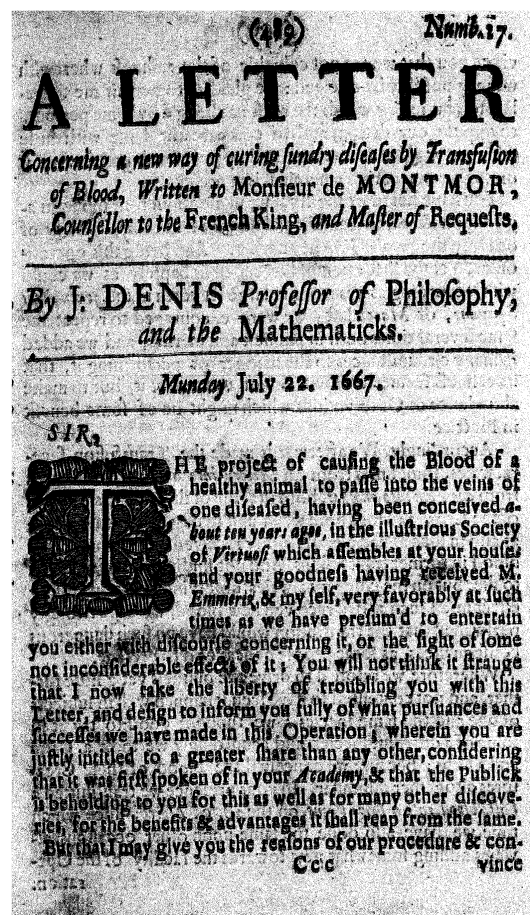 (489) Numb.27.
A LETTER
Concerning a new way of curing ſundry diſeaſes by Transfuſion
of Blood, Written to Monſieur de MONTMOR,
Counſellor to the French King, and Maſter of Requeſts.
By J: DENIS Profeſſor of Philoſophy,
and the Mathematicks.
Munday July 22. 1667.
SIR,
THE project of cauſing the Blood of a
healthy animal to paſſe into the veins of
one diſeaſed, having been conceived a-
bout ten years agoe, in the illuſtrious Society
of Virtuoſi which aſſembles at your houſe;
and your goodneſs having received M.
Emmeriz, & my ſelf, very favorably at ſuch
times as we have preſum'd to entertain
you either with diſcourſe concerning it, or the ſight of ſome
not inconſiderable effects of it; You will not think it ſtrange
that I now take the liberty of troubling you with this
Letter, and deſign to inform you fully of what purſuances and
ſucceſſes we have made in this Operation; wherein you are
juſtly intitled to a greater ſhare than any other, conſidering
that it was firſt ſpoken of in your Academy, & that the Publick
is beholding to you for this as well as for many other diſcove-
ries, for the benefits & advantages it ſhall reap from the ſame.
But that I may give you the reaſons of our procedure & con-
Ccc vince